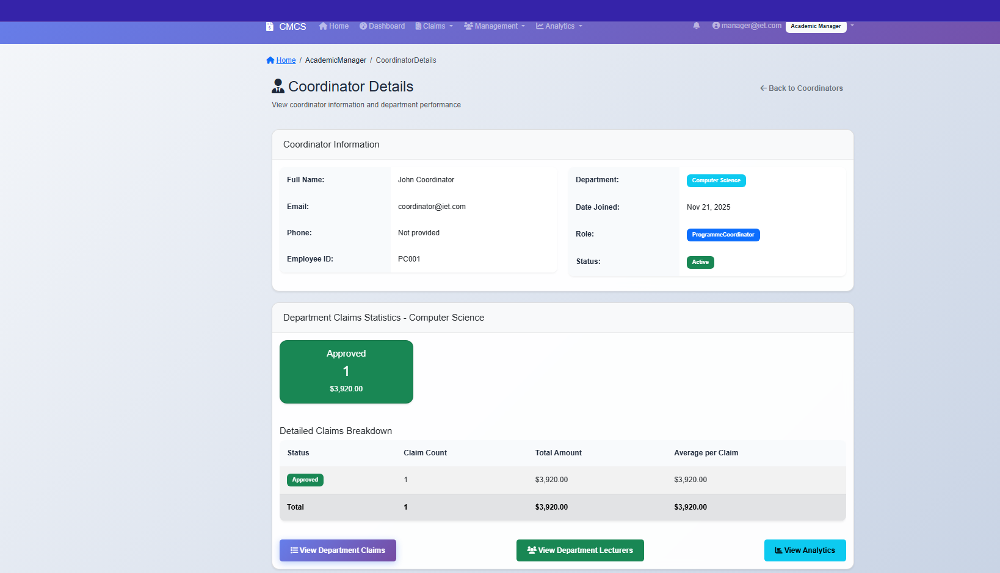 CMCS Home Dashboard Claims Management Analytics manager@iet.com Academic Manager
Home / AcademicManager / CoordinatorDetails
Coordinator Details
Back to Coordinators
View coordinator information and department performance
Coordinator Information
Full Name: John Coordinator
Email: coordinator@iet.com
Phone: Not provided
Employee ID: PC001
Department: Computer Science
Date Joined: Nov 21, 2025
Role: ProgrammeCoordinator
Status: Active
Department Claims Statistics - Computer Science
Approved
1
$3,920.00
Detailed Claims Breakdown
Status Claim Count Total Amount Average per Claim
Approved 1 $3,920.00 $3,920.00
Total 1 $3,920.00 $3,920.00
View Department Claims View Department Lecturers View Analytics